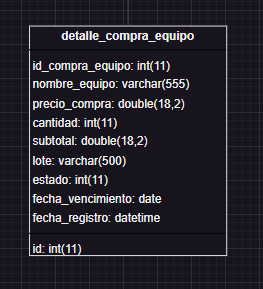 detalle_compra_equipo
id_compra_equipo: int(11)
nombre_equipo: varchar(555)
precio_compra: double(18,2)
cantidad: int(11)
subtotal: double(18,2)
lote: varchar(500)
estado: int(11)
fecha_vencimiento: date
fecha_registro: datetime
id: int(11)